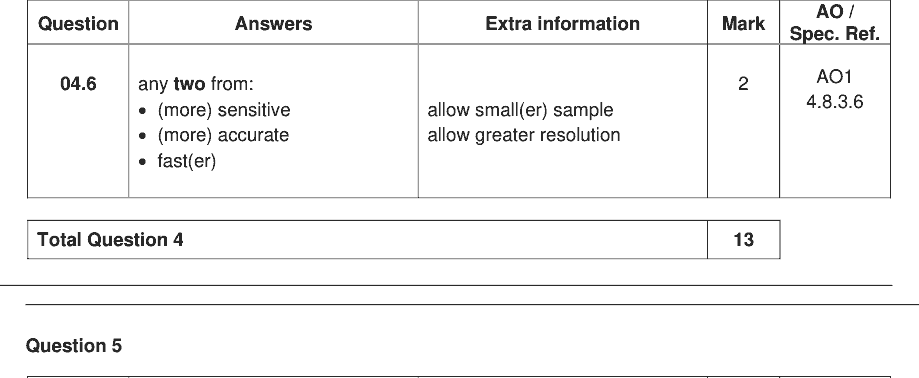 Question Answers Extra information Mark AO /
Spec. Ref.
04.6 any two from: 2 AO1
• (more) sensitive allow small(er) sample 4.8.3.6
• (more) accurate allow greater resolution
• fast(er)
Total Question 4 13
Question 5